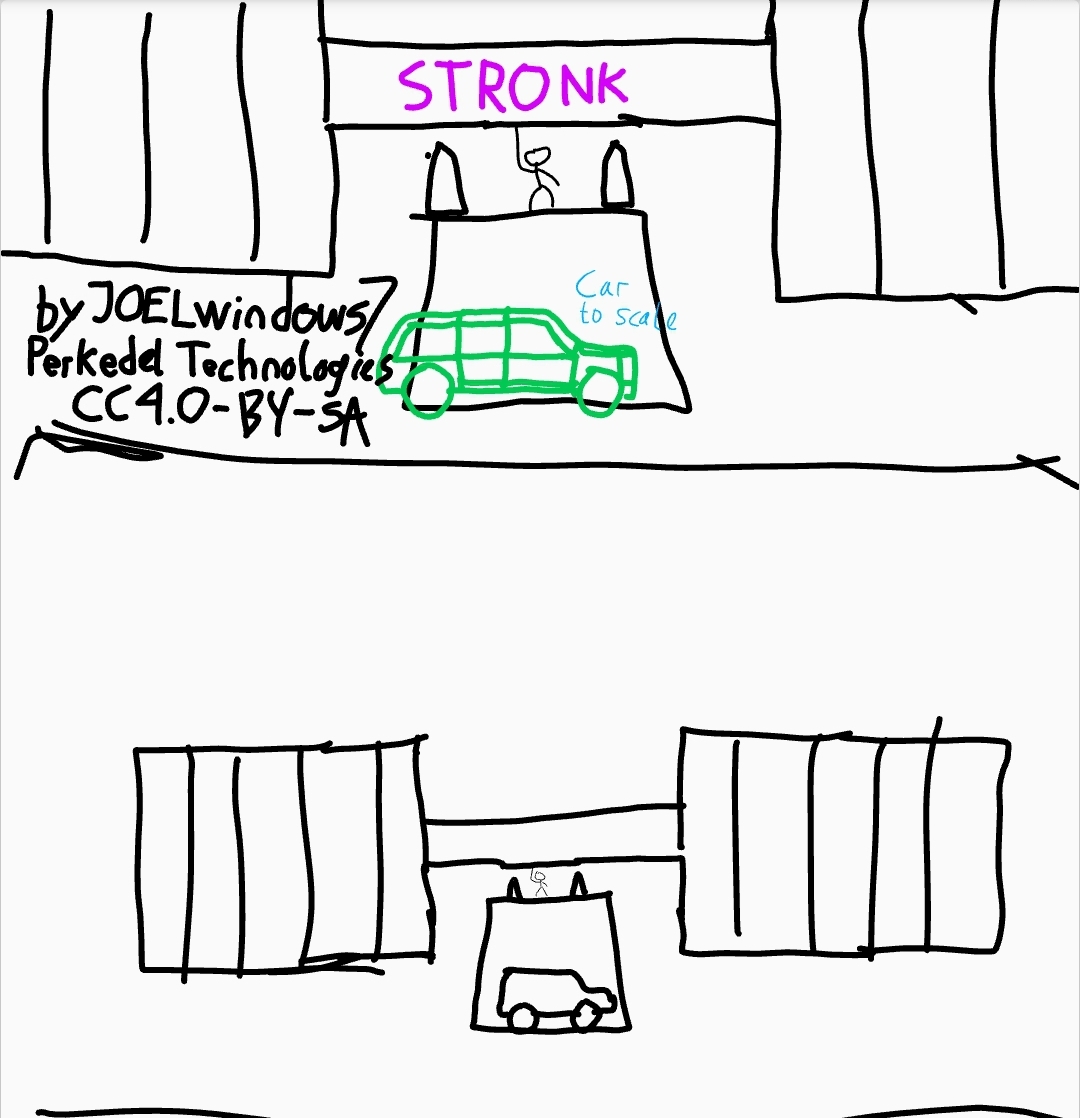 STRONK
Car
to scale
by JOELwindows7
Perkedel Technologies
CC4.0-BY-SA